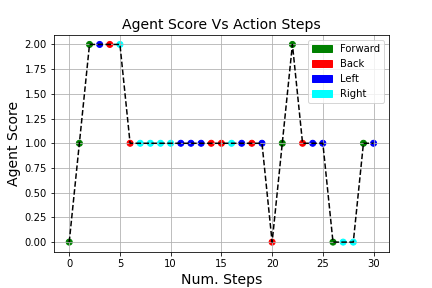 Agent Score Vs Action Steps
2.00
1.75
1.50
1.25
1.00
0.75
0.50
0.25
0.00
Agent Score
Forward
Back
Left
Right
0 5 10 15 20 25 30
Num. Steps